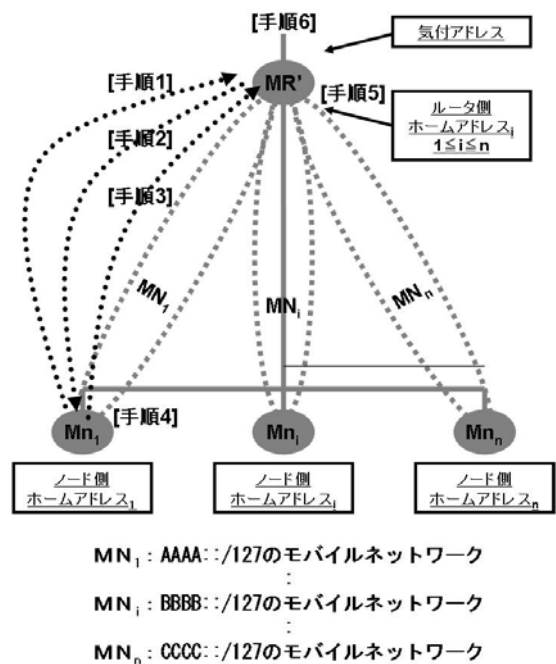 [手順6]
気付アドレス
MR'
[手順1]
[手順5]
ルータ側
ホームアドレスi
1≦i≦n
[手順2]
[手順3]
MN1
MNi
MNn
[手順4]
Mn1
Mni
Mnn
ノード側
ホームアドレス1
ノード側
ホームアドレスi
ノード側
ホームアドレスn
MN1：AAAA::/127のモバイルネットワーク
:
MNi：BBBB::/127のモバイルネットワーク
:
MNn：CCCC::/127のモバイルネットワーク